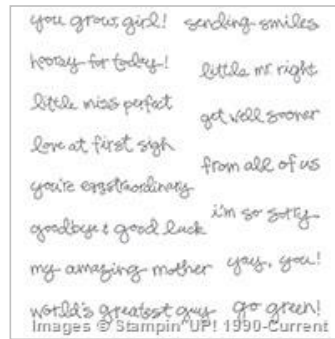 you grow, girl!
sending smiles
hooray for today!
little mr. right
little miss perfect
get well sooner
love at first sigh
from all of us
you're eggstraordinary
i'm so sorry
goodbye & good luck
my amazing mother
yay, you!
world's greatest guy
go green!
Images © Stampin' UP! 1990-Current